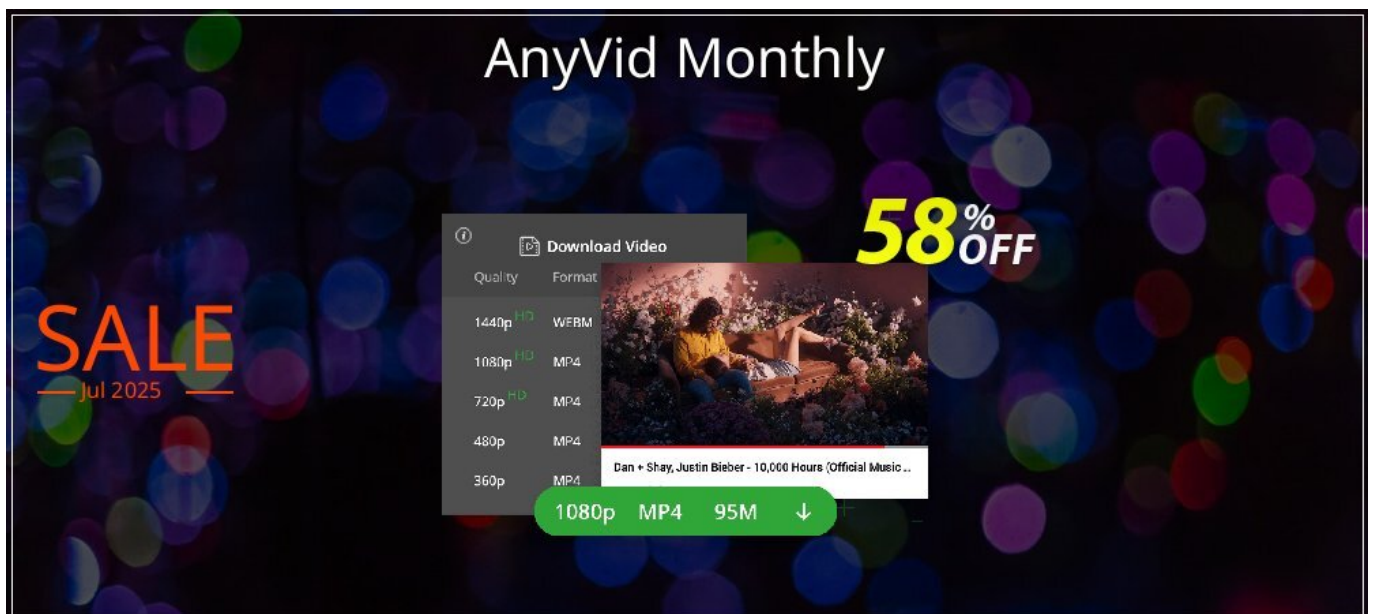 AnyVid Monthly
58% OFF
Download Video
Quality Format
1440p HD WEBM
1080p HD MP4
720p HD MP4
480p MP4
360p MP4
SALE
Jul 2025
Dan + Shay, Justin Bieber - 10,000 Hours (Official Music ...
1080p MP4 95M